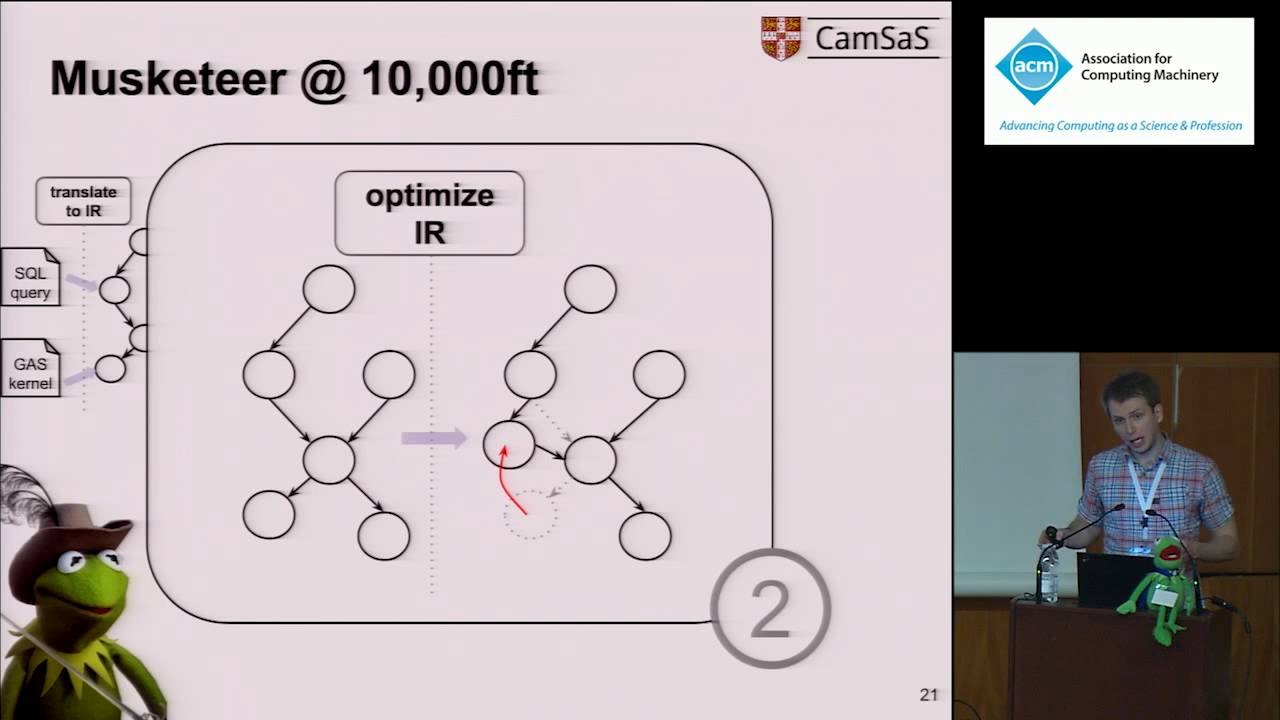 CamSaS
Musketeer @ 10,000ft
translate
to IR
optimize
IR
SQL
query
GAS
kernel
2
21
acm
Association for
Computing Machinery
Advancing Computing as a Science & Profession